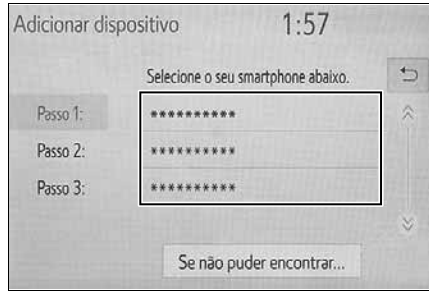 Adicionar dispositivo 1:57
Selecione o seu smartphone abaixo.
Passo 1: **********
Passo 2: **********
Passo 3: **********
Se não puder encontrar...